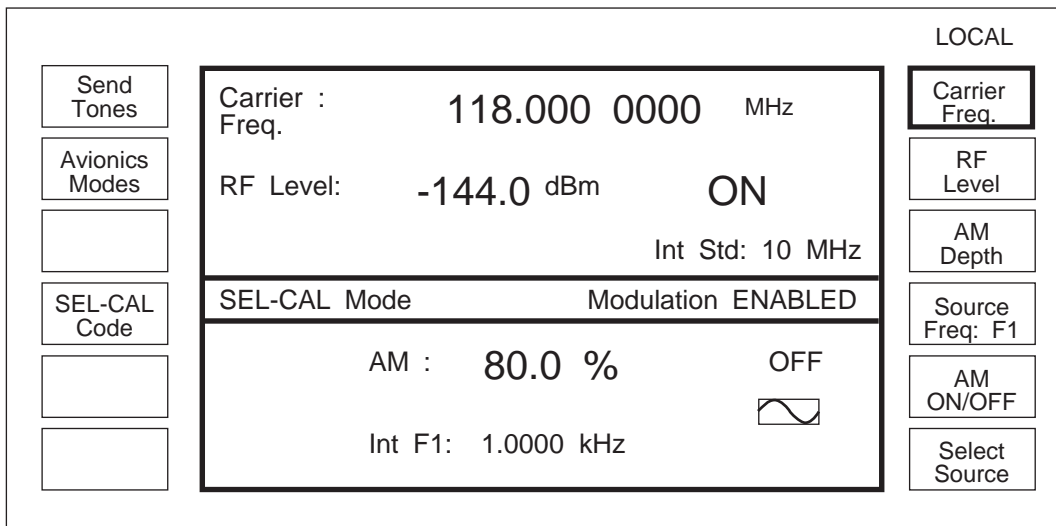 LOCAL
Send
Tones
Avionics
Modes
SEL-CAL
Code
Carrier :
Freq.
118.000 0000 MHz
RF Level: -144.0 dBm ON
Int Std: 10 MHz
SEL-CAL Mode Modulation ENABLED
AM : 80.0 % OFF
Int F1: 1.0000 kHz
Carrier
Freq.
RF
Level
AM
Depth
Source
Freq: F1
AM
ON/OFF
Select
Source